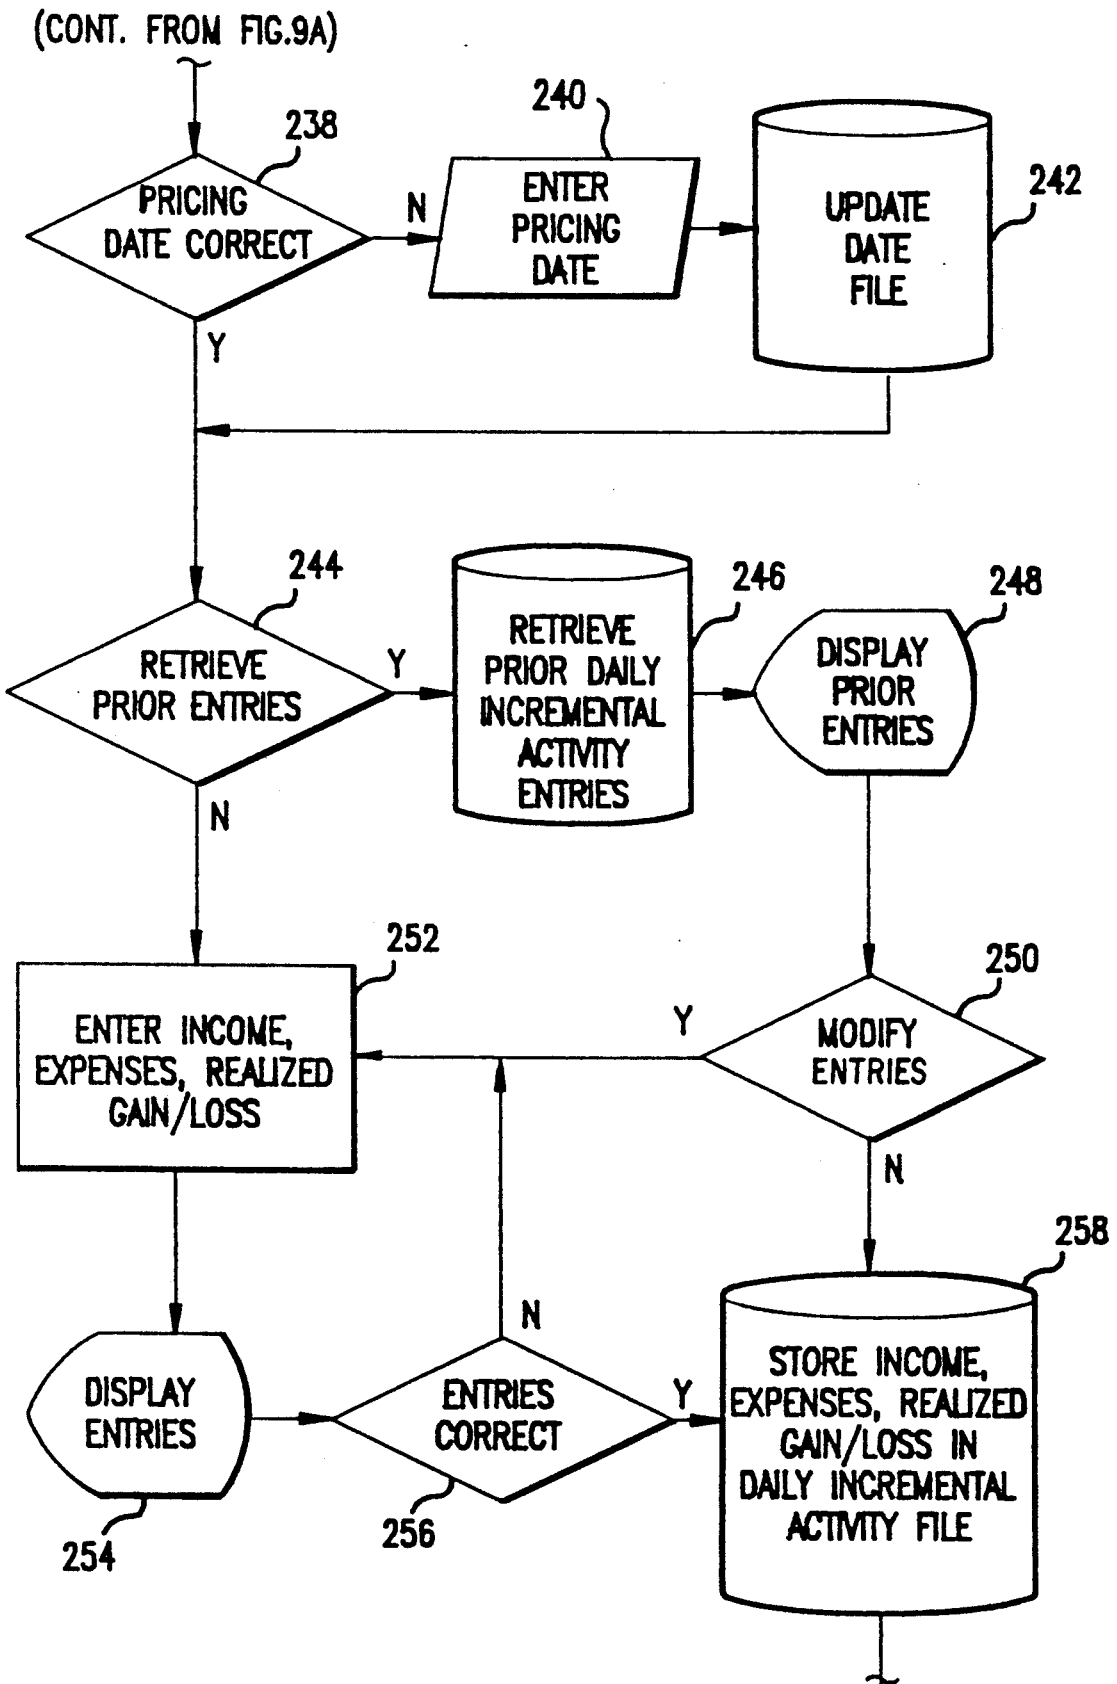 (CONT. FROM FIG.9A)
238
PRICING
DATE CORRECT
N
Y
240
ENTER
PRICING
DATE
242
UPDATE
DATE
FILE
244
RETRIEVE
PRIOR ENTRIES
Y
N
246
RETRIEVE
PRIOR DAILY
INCREMENTAL
ACTIVITY
ENTRIES
248
DISPLAY
PRIOR
ENTRIES
250
MODIFY
ENTRIES
Y
N
252
ENTER INCOME,
EXPENSES, REALIZED
GAIN/LOSS
254
DISPLAY
ENTRIES
256
ENTRIES
CORRECT
N
Y
258
STORE INCOME,
EXPENSES, REALIZED
GAIN/LOSS IN
DAILY INCREMENTAL
ACTIVITY FILE